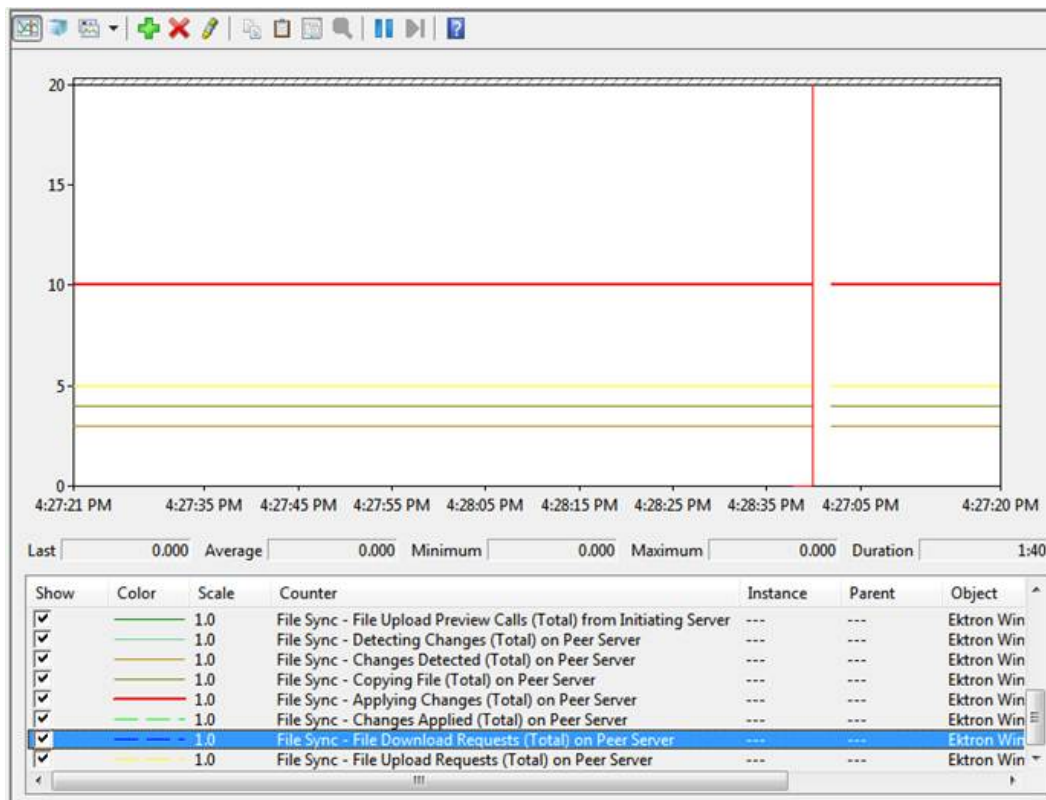 20
15
10
5
0
4:27:21 PM 4:27:35 PM 4:27:45 PM 4:27:55 PM 4:28:05 PM 4:28:15 PM 4:28:25 PM 4:28:35 PM 4:27:05 PM 4:27:20 PM
Last 0.000 Average 0.000 Minimum 0.000 Maximum 0.000 Duration 1:40
Show Color Scale Counter Instance Parent Object
1.0 File Sync - File Upload Preview Calls (Total) from Initiating Server --- --- Ektron Win
1.0 File Sync - Detecting Changes (Total) on Peer Server --- --- Ektron Win
1.0 File Sync - Changes Detected (Total) on Peer Server --- --- Ektron Win
1.0 File Sync - Copying File (Total) on Peer Server --- --- Ektron Win
1.0 File Sync - Applying Changes (Total) on Peer Server --- --- Ektron Win
1.0 File Sync - Changes Applied (Total) on Peer Server --- --- Ektron Win
1.0 File Sync - File Download Requests (Total) on Peer Server --- --- Ektron Win
1.0 File Sync - File Upload Requests (Total) on Peer Server --- --- Ektron Win